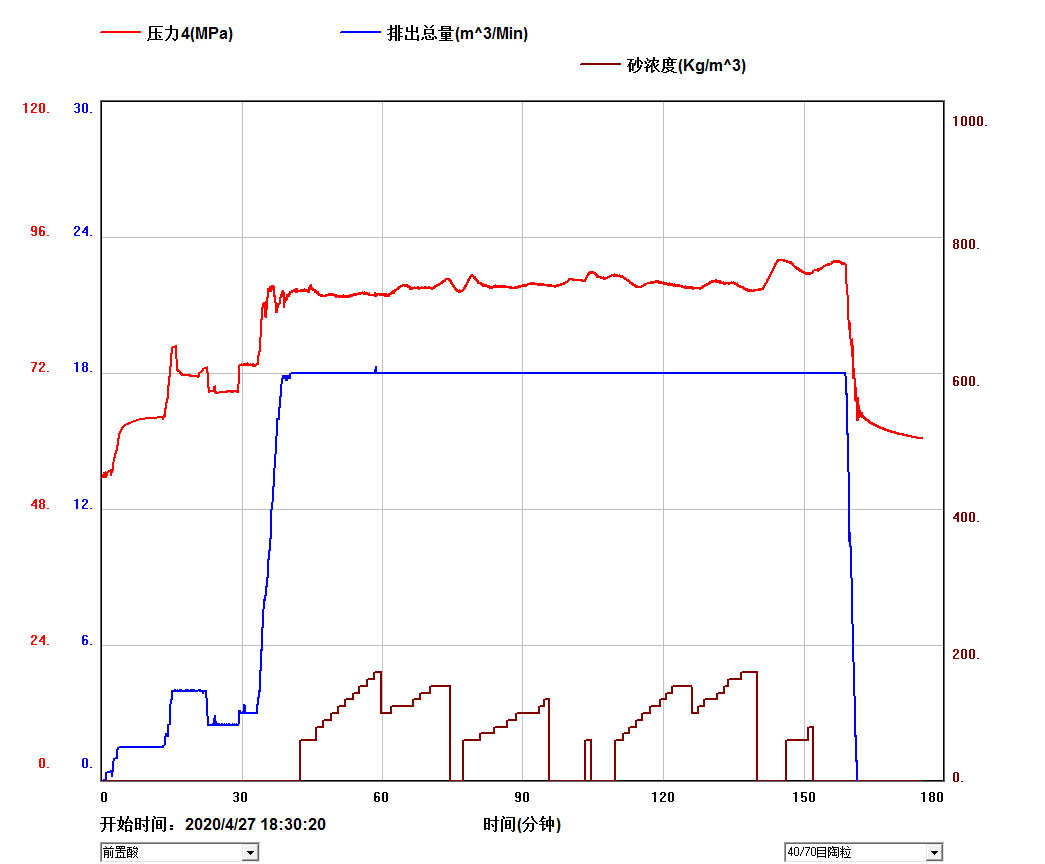 压力4(MPa) 排出总量(m^3/Min)
砂浓度(Kg/m^3)
120. 30. 1000.
96. 24. 800.
72. 18. 600.
48. 12. 400.
24. 6. 200.
0. 0. 0.
0 30 60 90 120 150 180
开始时间：2020/4/27 18:30:20 时间(分钟)
前置酸 40/70目陶粒